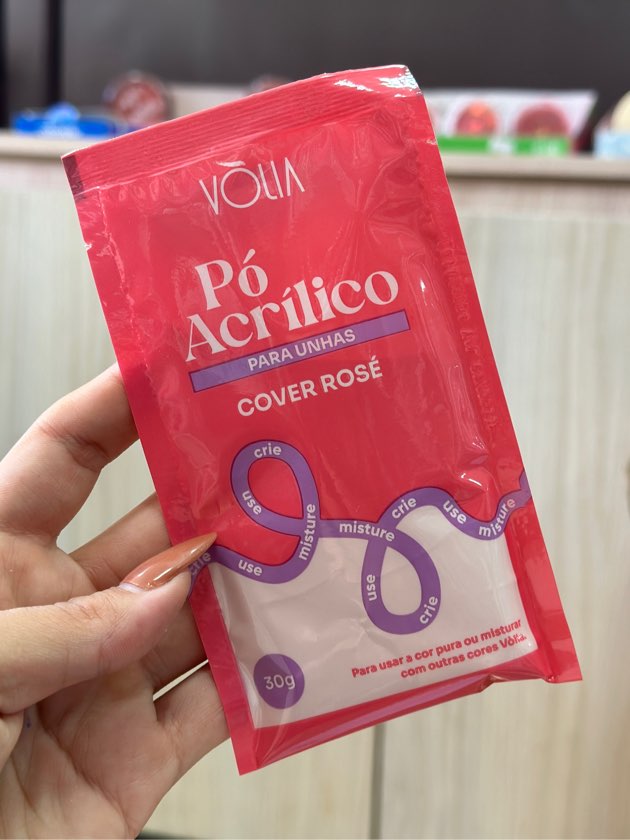 VÒLIA
Pó
Acrílico
PARA UNHAS
COVER ROSÉ
crie
use
misture
use
crie
misture
crie
use
misture
use
crie
Para usar a cor pura ou misturar
com outras cores Vòlia.
30g